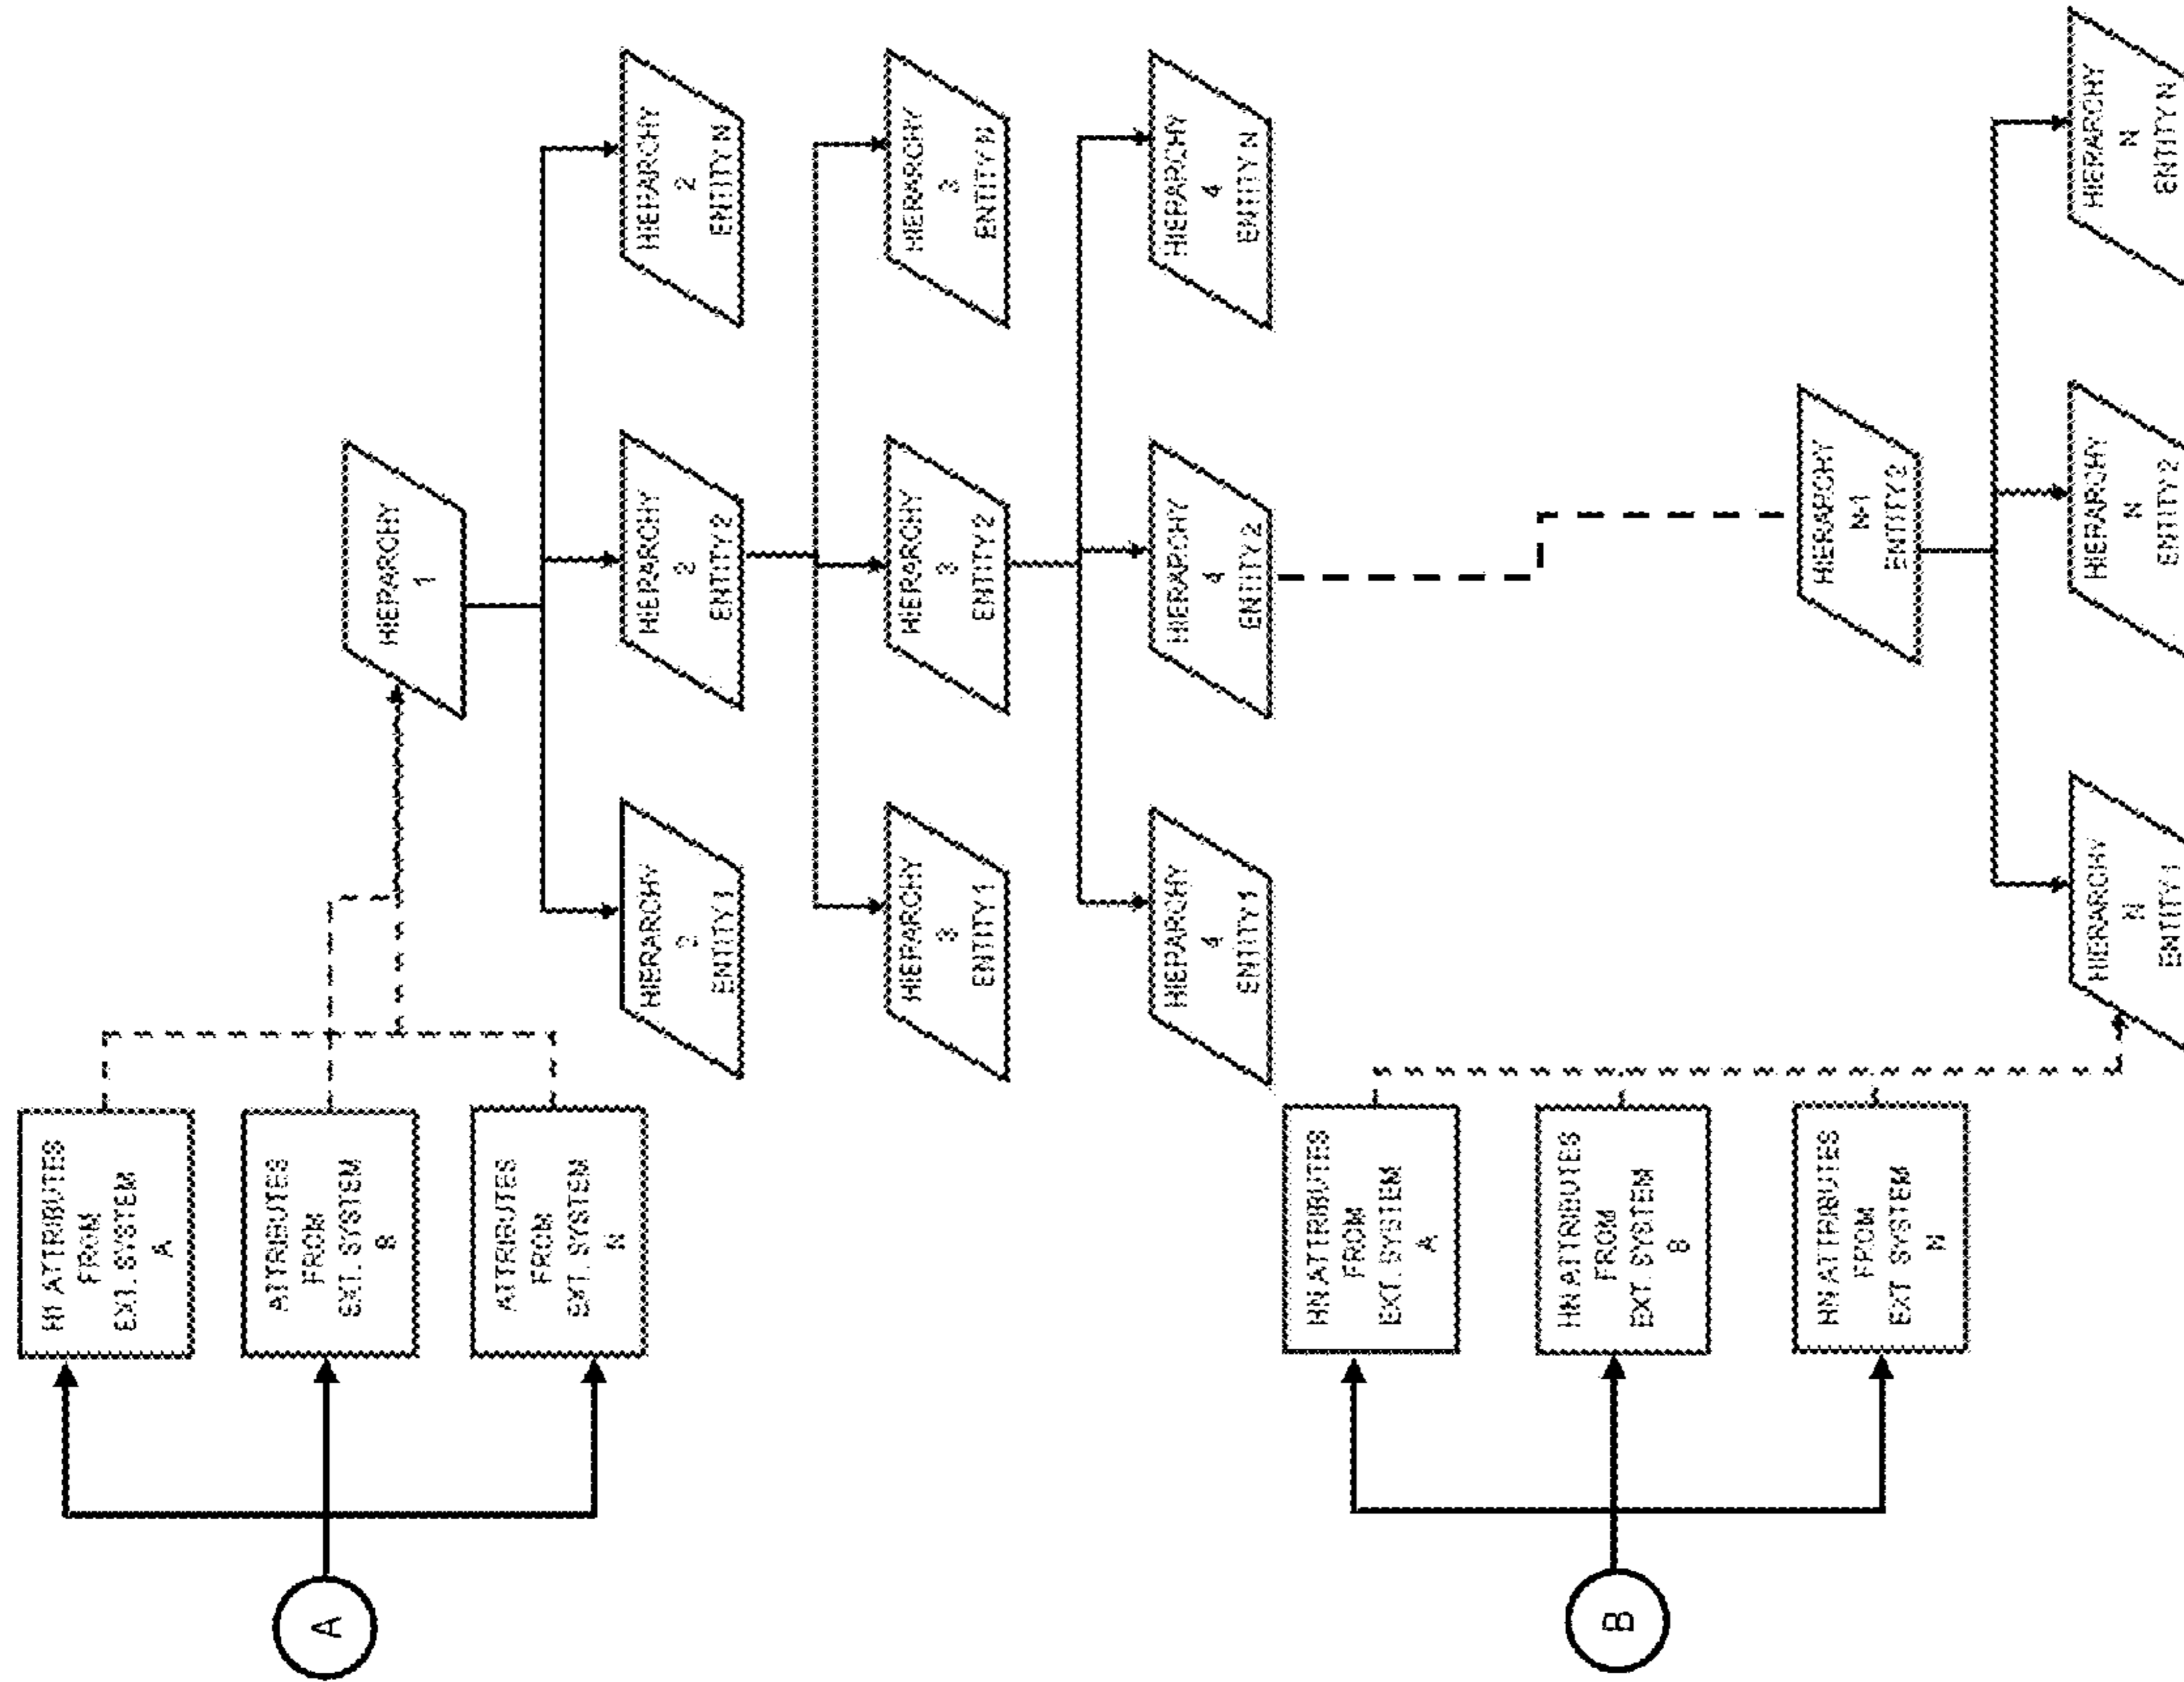 A
H1 ATTRIBUTES
FROM
EXT. SYSTEM
A
ATTRIBUTES
FROM
EXT. SYSTEM
B
ATTRIBUTES
FROM
EXT. SYSTEM
N
HIERARCHY
1
HIERARCHY
2
ENTITY 1
HIERARCHY
2
ENTITY 2
HIERARCHY
2
ENTITY N
HIERARCHY
3
ENTITY 1
HIERARCHY
3
ENTITY 2
HIERARCHY
3
ENTITY N
HIERARCHY
4
ENTITY 1
HIERARCHY
4
ENTITY 2
HIERARCHY
4
ENTITY N
B
HN ATTRIBUTES
FROM
EXT. SYSTEM
A
HN ATTRIBUTES
FROM
EXT. SYSTEM
B
HN ATTRIBUTES
FROM
EXT SYSTEM
N
HIERARCHY
N-1
ENTITY 2
HIERARCHY
N
ENTITY 1
HIERARCHY
N
ENTITY 2
HIERARCHY
N
ENTITY N